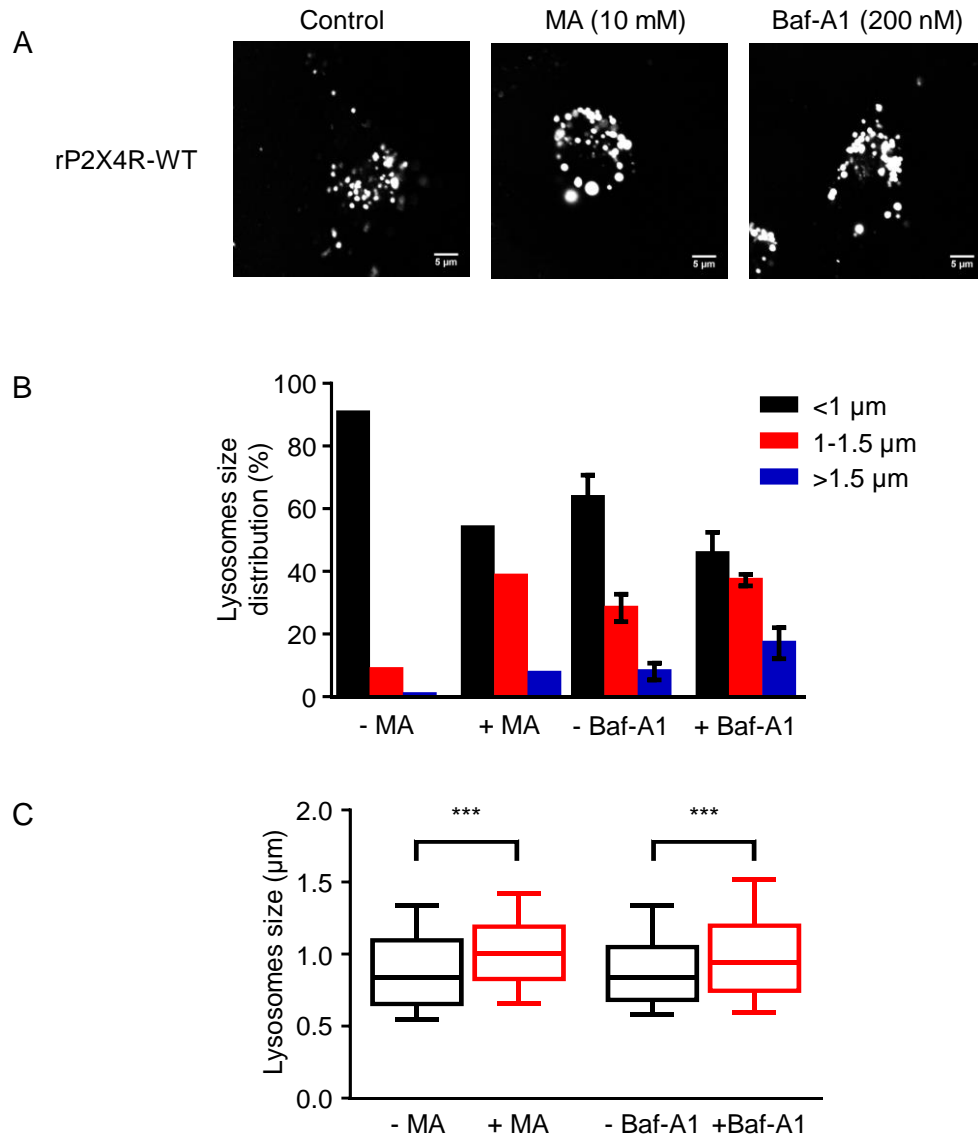 A
Control
MA (10 mM)
Baf-A1 (200 nM)
rP2X4R-WT
5 µm
5 µm
5 µm
B
Lysosomes size
distribution (%)
100
80
60
40
20
0
<1 µm
1-1.5 µm
>1.5 µm
- MA
+ MA
- Baf-A1
+ Baf-A1
C
Lysosomes size (µm)
2.0
1.5
1.0
0.5
0.0
***
***
- MA
+ MA
- Baf-A1
+Baf-A1